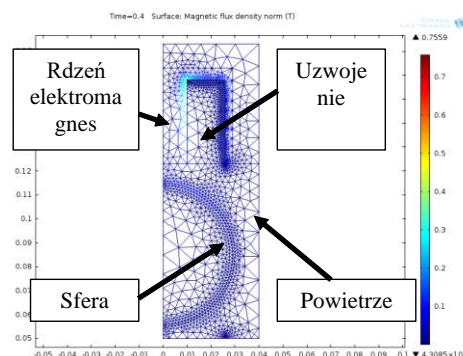 Time=0.4 Surface: Magnetic flux density norm (T)
▲ 0.7559
Rdzeń
elektroma
gnes
Uzwoje
nie
0.7
0.6
0.5
0.4
0.3
0.2
0.1
0.12
0.11
0.1
0.09
0.08
0.07
0.06
0.05
Sfera
Powietrze
-0.05 -0.04 -0.03 -0.02 -0.01 0 0.01 0.02 0.03 0.04 0.05 0.06 0.07 0.08 0.09 0.1